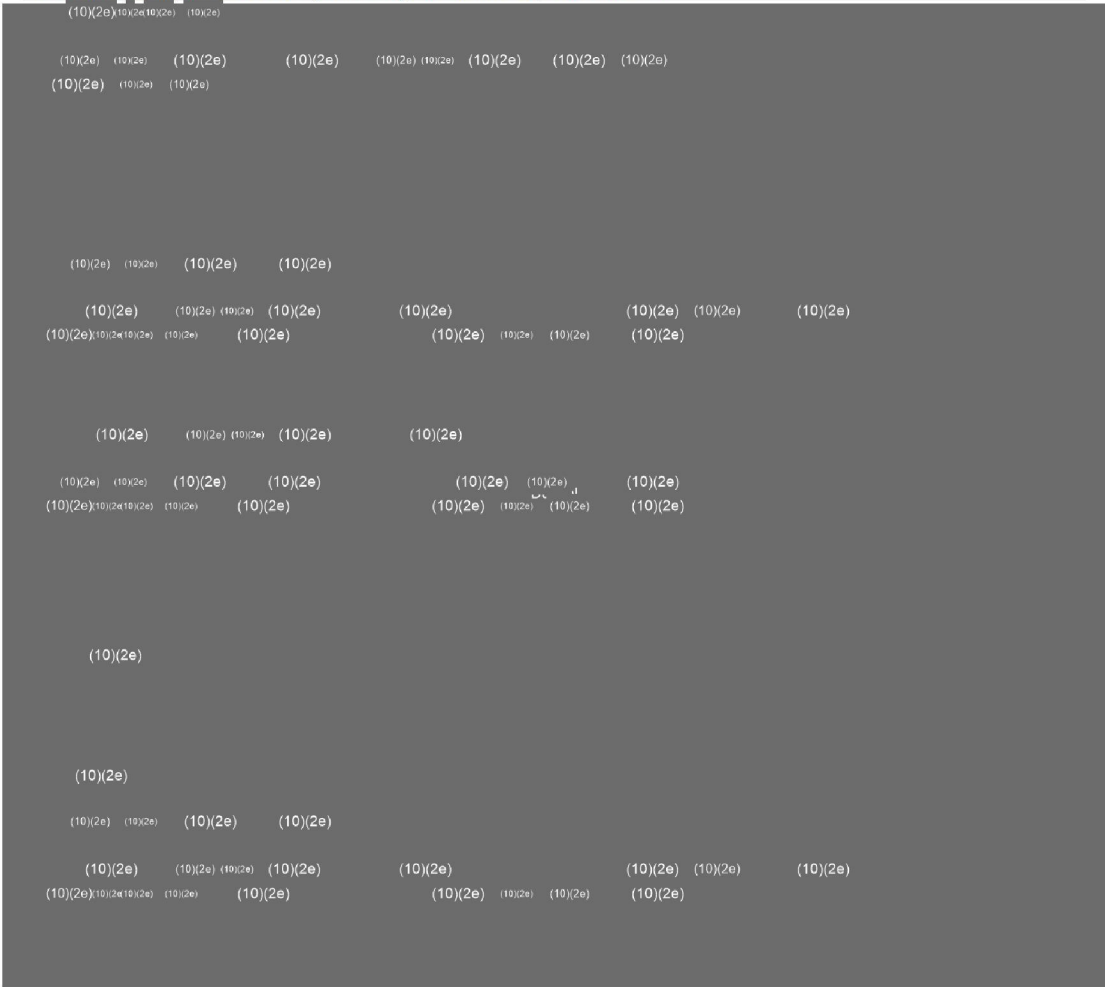 (10)(2e)(10)(2e(10)(2e) (10)(2e)
(10)(2e) (10)(2e) (10)(2e) (10)(2e) (10)(2e) (10)(2e) (10)(2e) (10)(2e) (10)(2e)
(10)(2e) (10)(2e) (10)(2e)
(10)(2e) (10)(2e) (10)(2e) (10)(2e)
(10)(2e) (10)(2e) (10)(2e) (10)(2e) (10)(2e) (10)(2e) (10)(2e) (10)(2e)
(10)(2e)(10)(2e(10)(2e) (10)(2e) (10)(2e) (10)(2e) (10)(2e) (10)(2e) (10)(2e)
(10)(2e) (10)(2e) (10)(2e) (10)(2e) (10)(2e)
(10)(2e) (10)(2e) (10)(2e) (10)(2e) (10)(2e) (10)(2e) (10)(2e)
(10)(2e)(10)(2e(10)(2e) (10)(2e) (10)(2e) (10)(2e) (10)(2e) (10)(2e) (10)(2e)
(10)(2e)
(10)(2e)
(10)(2e) (10)(2e) (10)(2e) (10)(2e)
(10)(2e) (10)(2e) (10)(2e) (10)(2e) (10)(2e) (10)(2e) (10)(2e) (10)(2e)
(10)(2e)(10)(2e(10)(2e) (10)(2e) (10)(2e) (10)(2e) (10)(2e) (10)(2e) (10)(2e)